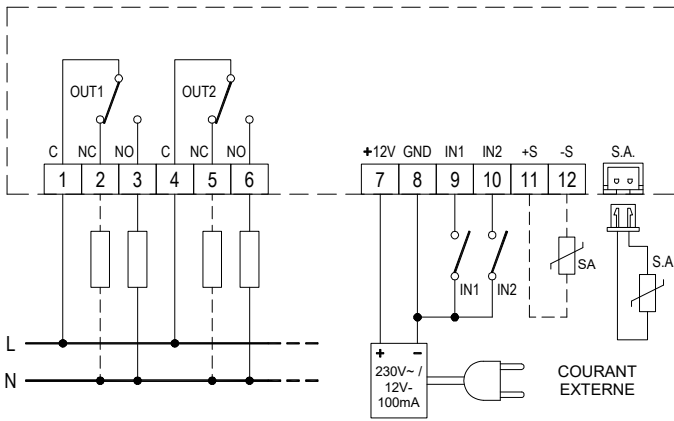 OUT1 OUT2
C NC NO C NC NO +12V GND IN1 IN2 +S -S S.A.
1 2 3 4 5 6 7 8 9 10 11 12
SA S.A.
IN1 IN2
L
N
+ −
230V~ /
12V-
100mA
COURANT
EXTERNE